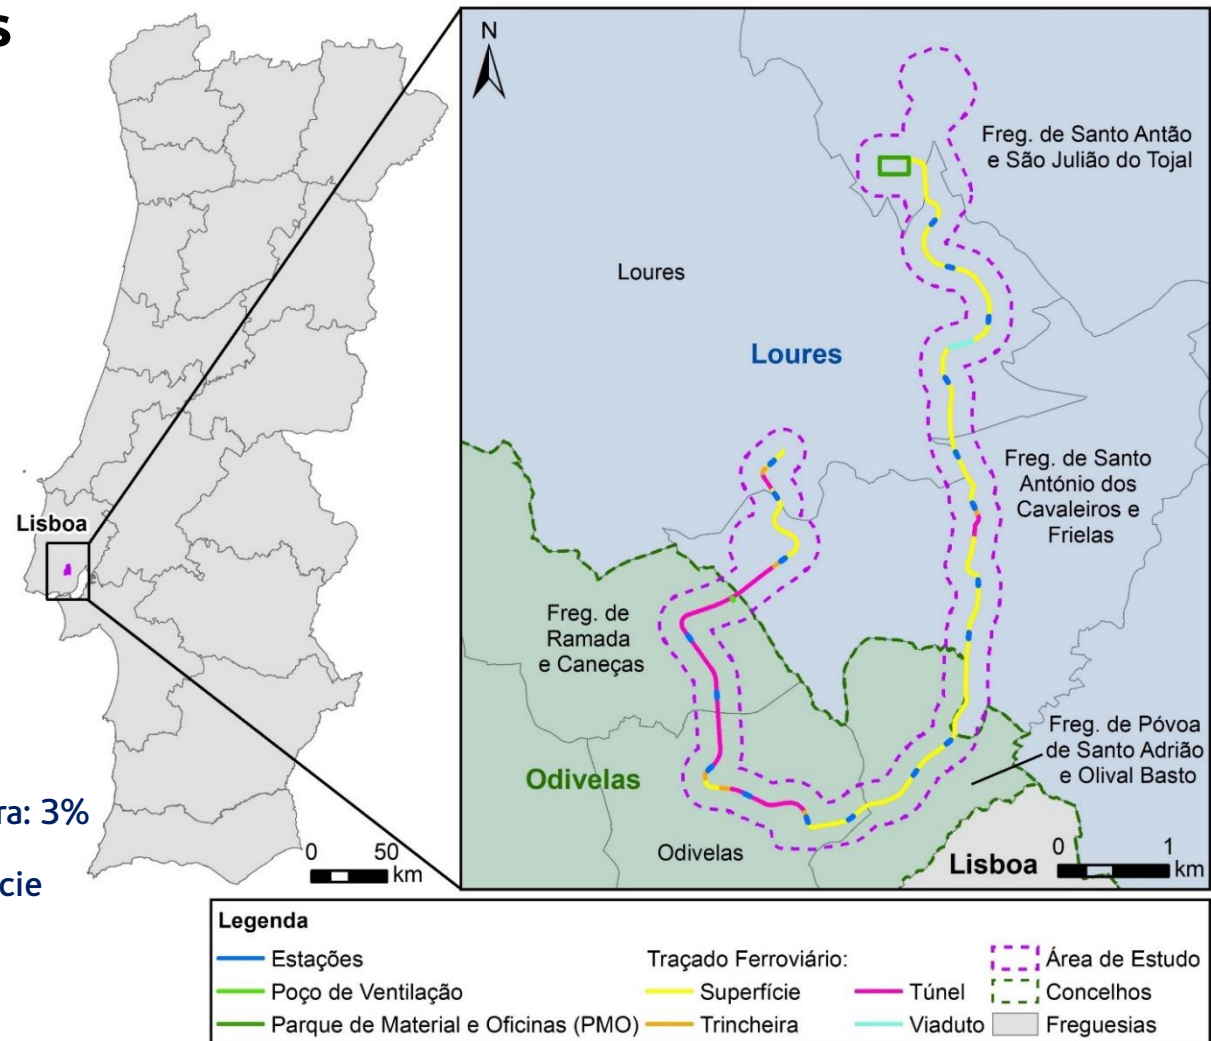 s
N
Freg. de Santo Antão
e São Julião do Tojal
Loures
Loures
Freg. de Santo
António dos
Cavaleiros e
Frielas
Lisboa
Freg. de
Ramada
e Caneças
Freg. de Póvoa
de Santo Adrião
e Olival Basto
Odivelas
ra: 3%
Odivelas
Lisboa
0 1
km
0 50
km
cie
Legenda
Estações
Poço de Ventilação
Parque de Material e Oficinas (PMO)
Traçado Ferroviário:
Superfície
Trincheira
Túnel
Viaduto
Área de Estudo
Concelhos
Freguesias